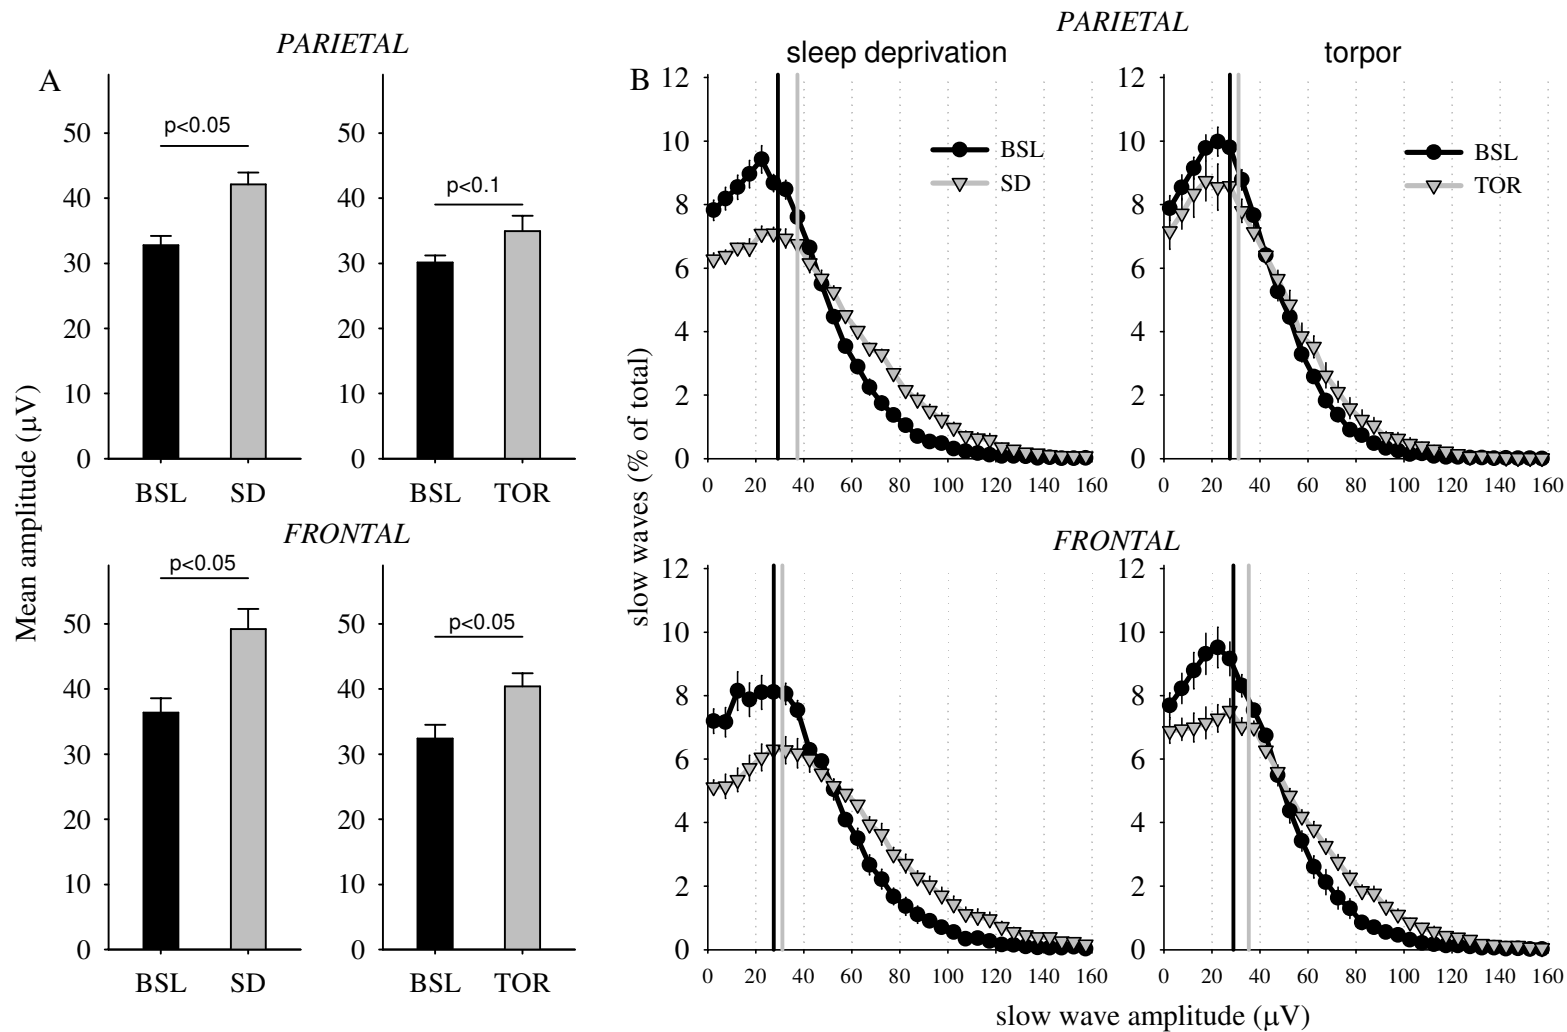 A
PARIETAL
Mean amplitude (µV)
50
40
30
20
10
0
p<0.05
BSL SD
50
40
30
20
10
0
p<0.1
BSL TOR
FRONTAL
50
40
30
20
10
0
p<0.05
BSL SD
50
40
30
20
10
0
p<0.05
BSL TOR
B
PARIETAL
sleep deprivation
torpor
slow waves (% of total)
12
10
8
6
4
2
0
BSL
SD
0 20 40 60 80 100 120 140 160
12
10
8
6
4
2
0
BSL
TOR
0 20 40 60 80 100 120 140 160
FRONTAL
12
10
8
6
4
2
0
0 20 40 60 80 100 120 140 160
12
10
8
6
4
2
0
0 20 40 60 80 100 120 140 160
slow wave amplitude (µV)